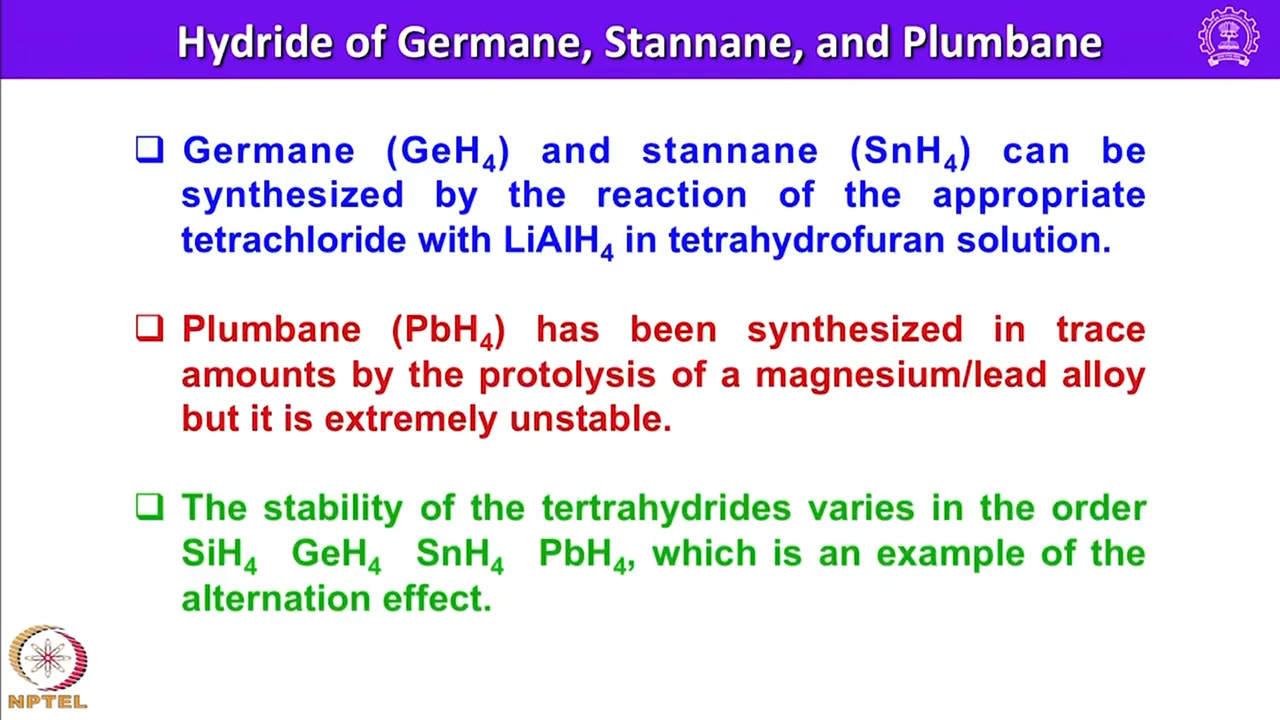 Hydride of Germane, Stannane, and Plumbane
❑ Germane (GeH₄) and stannane (SnH₄) can be
synthesized by the reaction of the appropriate
tetrachloride with LiAlH₄ in tetrahydrofuran solution.
❑ Plumbane (PbH₄) has been synthesized in trace
amounts by the protolysis of a magnesium/lead alloy
but it is extremely unstable.
❑ The stability of the tertrahydrides varies in the order
SiH₄ GeH₄ SnH₄ PbH₄, which is an example of the
alternation effect.
NPTEL